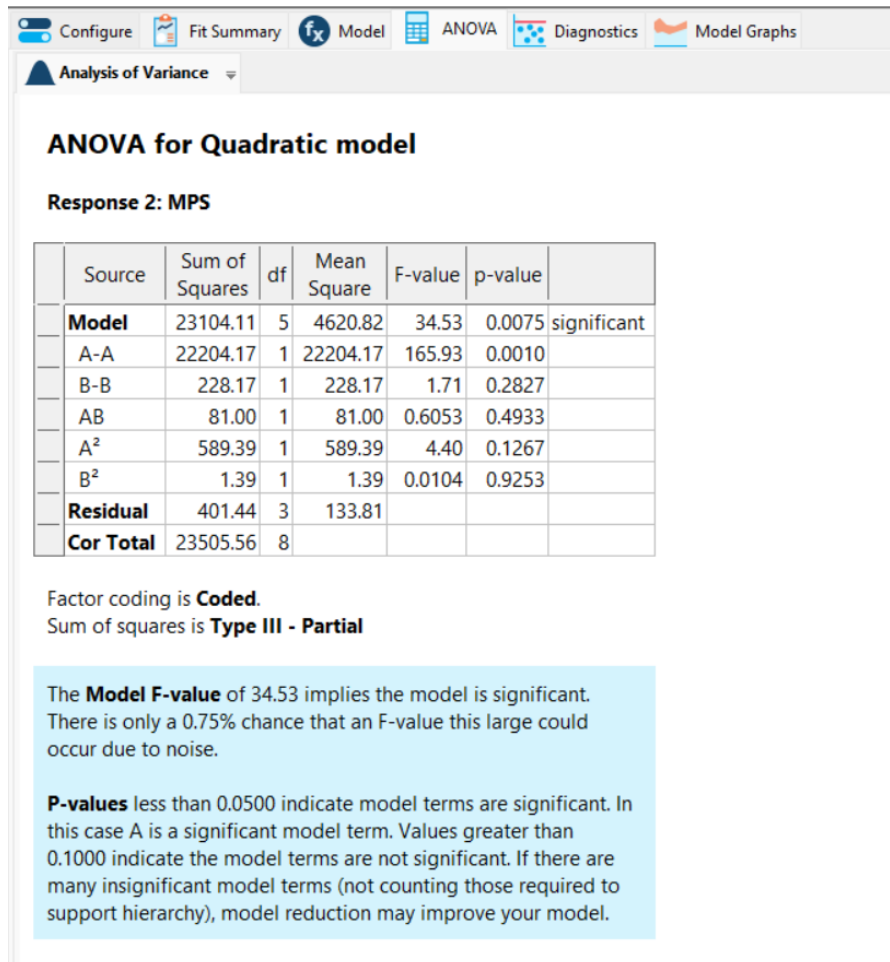 Configure Fit Summary fx Model ANOVA Diagnostics Model Graphs
Analysis of Variance
ANOVA for Quadratic model
Response 2: MPS
Source Sum of Squares df Mean Square F-value p-value
Model 23104.11 5 4620.82 34.53 0.0075 significant
A-A 22204.17 1 22204.17 165.93 0.0010
B-B 228.17 1 228.17 1.71 0.2827
AB 81.00 1 81.00 0.6053 0.4933
A² 589.39 1 589.39 4.40 0.1267
B² 1.39 1 1.39 0.0104 0.9253
Residual 401.44 3 133.81
Cor Total 23505.56 8
Factor coding is Coded.
Sum of squares is Type III - Partial
The Model F-value of 34.53 implies the model is significant.
There is only a 0.75% chance that an F-value this large could
occur due to noise.
P-values less than 0.0500 indicate model terms are significant. In
this case A is a significant model term. Values greater than
0.1000 indicate the model terms are not significant. If there are
many insignificant model terms (not counting those required to
support hierarchy), model reduction may improve your model.